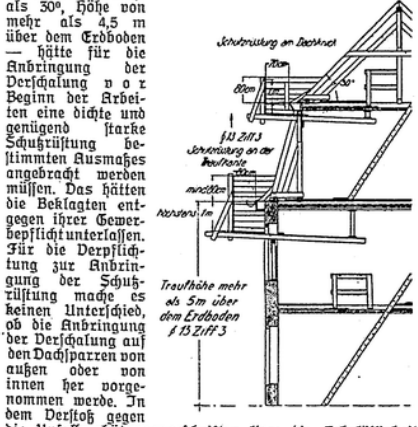 als 30°, Höhe von
mehr als 4,5 m
über dem Erdboden
— hätte für die
Anbringung der
Verschalung vor
Beginn der Arbei-
ten eine dichte und
genügend starke
Schutzrüstung be-
stimmten Ausmaßes
angebracht werden
müssen. Das hätten
die Beklagten ent-
gegen ihrer Gewer-
bepflicht unterlassen.
Für die Verpflich-
tung zur Anbrin-
gung der Schutz-
rüstung mache es
keinen Unterschied,
ob die Anbringung
der Verschalung auf
den Dachsparren von
außen oder von
innen her vorge-
nommen werde. In
dem Verstoß gegen
Schutzrüstung am Dachknick
70cm
80cm
1m
30°
§ 13 Ziff 3
Schutzrüstung an der
Traufkante
höchstens 1m
Traufhöhe mehr
als 5m über
dem Erdboden
§ 13 Ziff 3